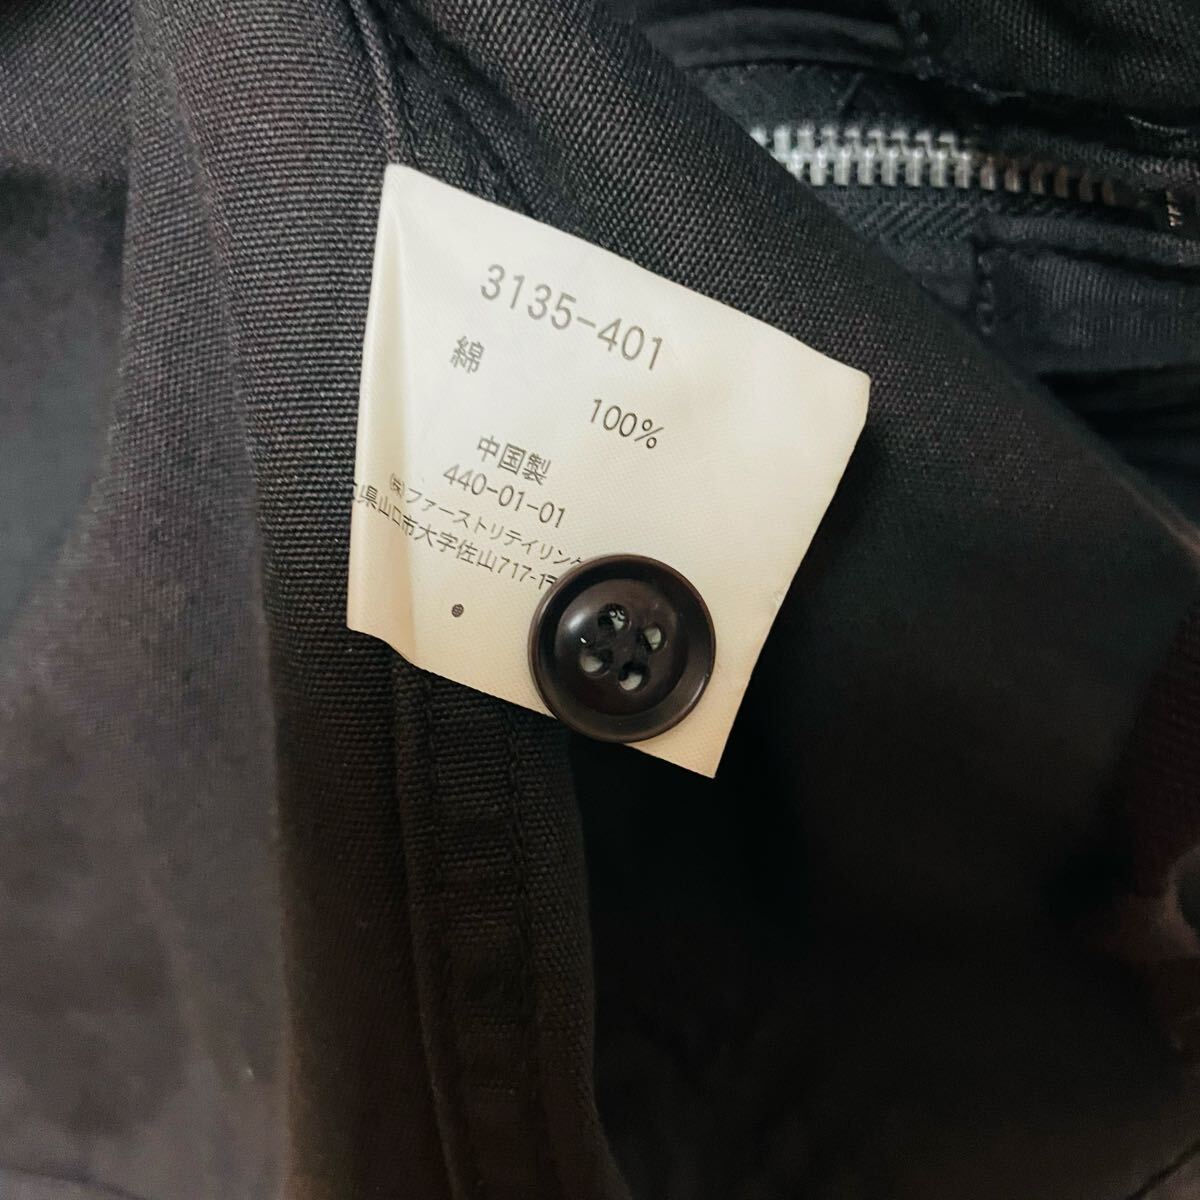 3135-401
綿
100%
中国製
440-01-01
(株)ファーストリテイリング
県山口市大字佐山717-1